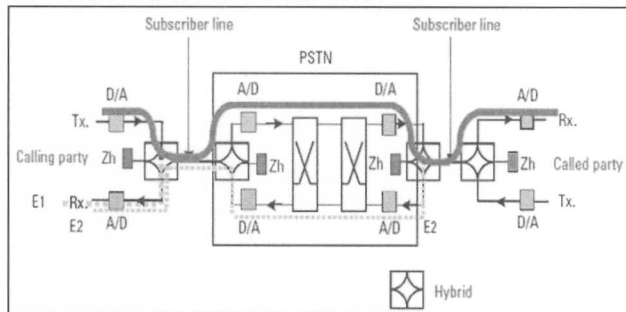 Subscriber line
Subscriber line
PSTN
D/A
A/D
D/A
A/D
Tx.
Rx.
Calling party
Zh
Zh
Zh
Zh
Called party
E1
Rx.
Tx.
E2
A/D
D/A
A/D
E2
D/A
Hybrid